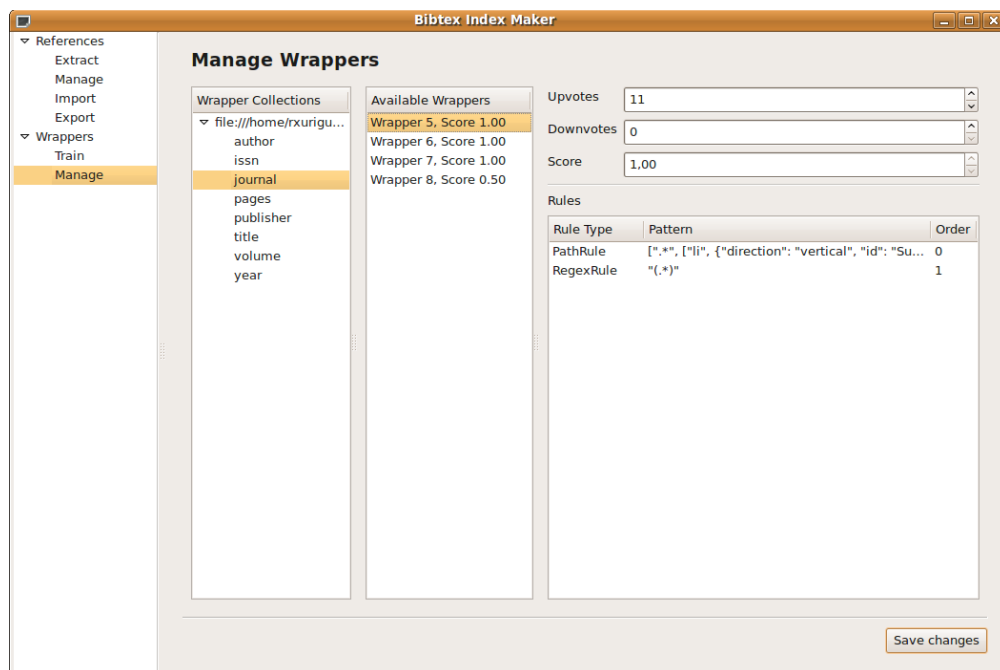 Bibtex Index Maker
References
Extract
Manage
Import
Export
Wrappers
Train
Manage
Manage Wrappers
Wrapper Collections
file:///home/rxurigu...
author
issn
journal
pages
publisher
title
volume
year
Available Wrappers
Wrapper 5, Score 1.00
Wrapper 6, Score 1.00
Wrapper 7, Score 1.00
Wrapper 8, Score 0.50
Upvotes 11
Downvotes 0
Score 1,00
Rules
Rule Type Pattern Order
PathRule [".*", ["li", {"direction": "vertical", "id": "Su... 0
RegexRule "(.*)" 1
Save changes